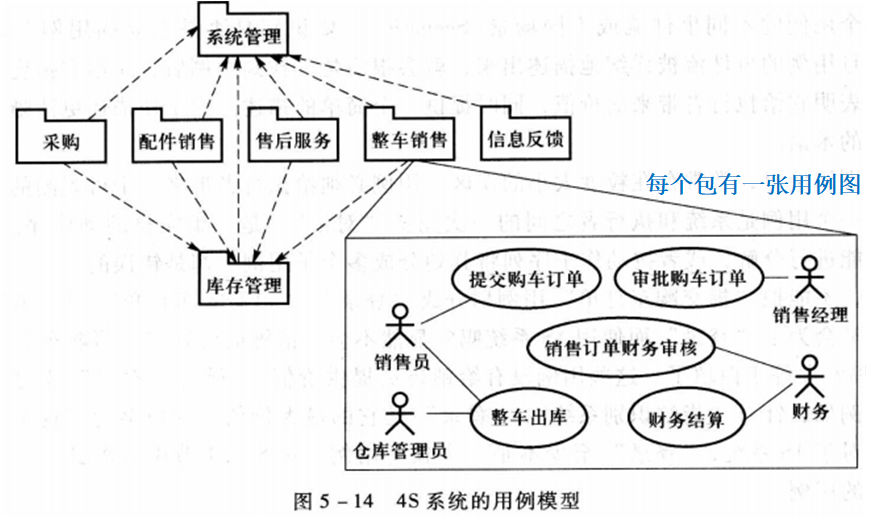 系统管理
采购
配件销售
售后服务
整车销售
信息反馈
每个包有一张用例图
库存管理
提交购车订单
审批购车订单
销售经理
销售员
销售订单财务审核
仓库管理员
整车出库
财务结算
财务
图 5-14 4S 系统的用例模型